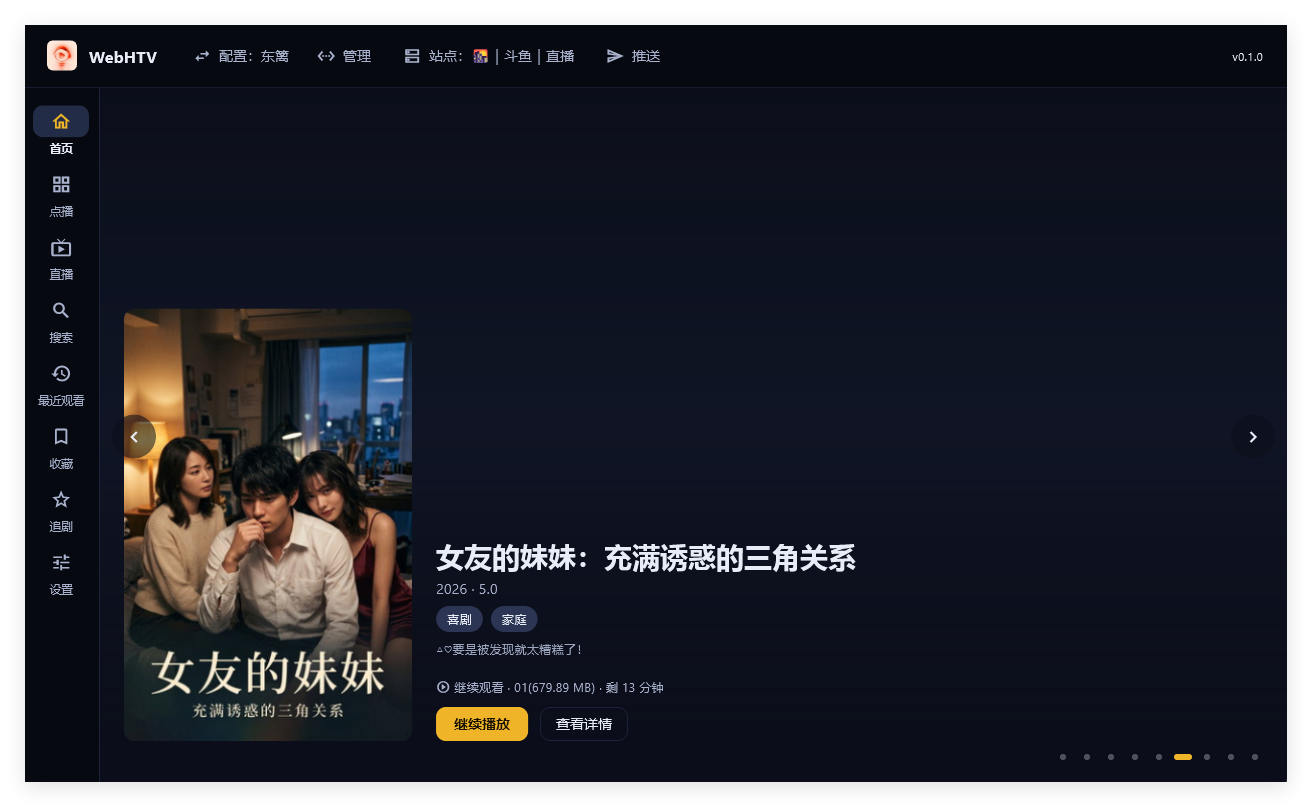 WebHTV
配置：东篱
管理
站点：🎇 | 斗鱼 | 直播
推送
v0.1.0
首页
点播
直播
搜索
最近观看
收藏
追剧
设置
女友的妹妹
充满诱惑的三角关系
女友的妹妹：充满诱惑的三角关系
2026 · 5.0
喜剧
家庭
▵♡要是被发现就太糟糕了！
继续观看 · 01(679.89 MB) · 剩 13 分钟
继续播放
查看详情